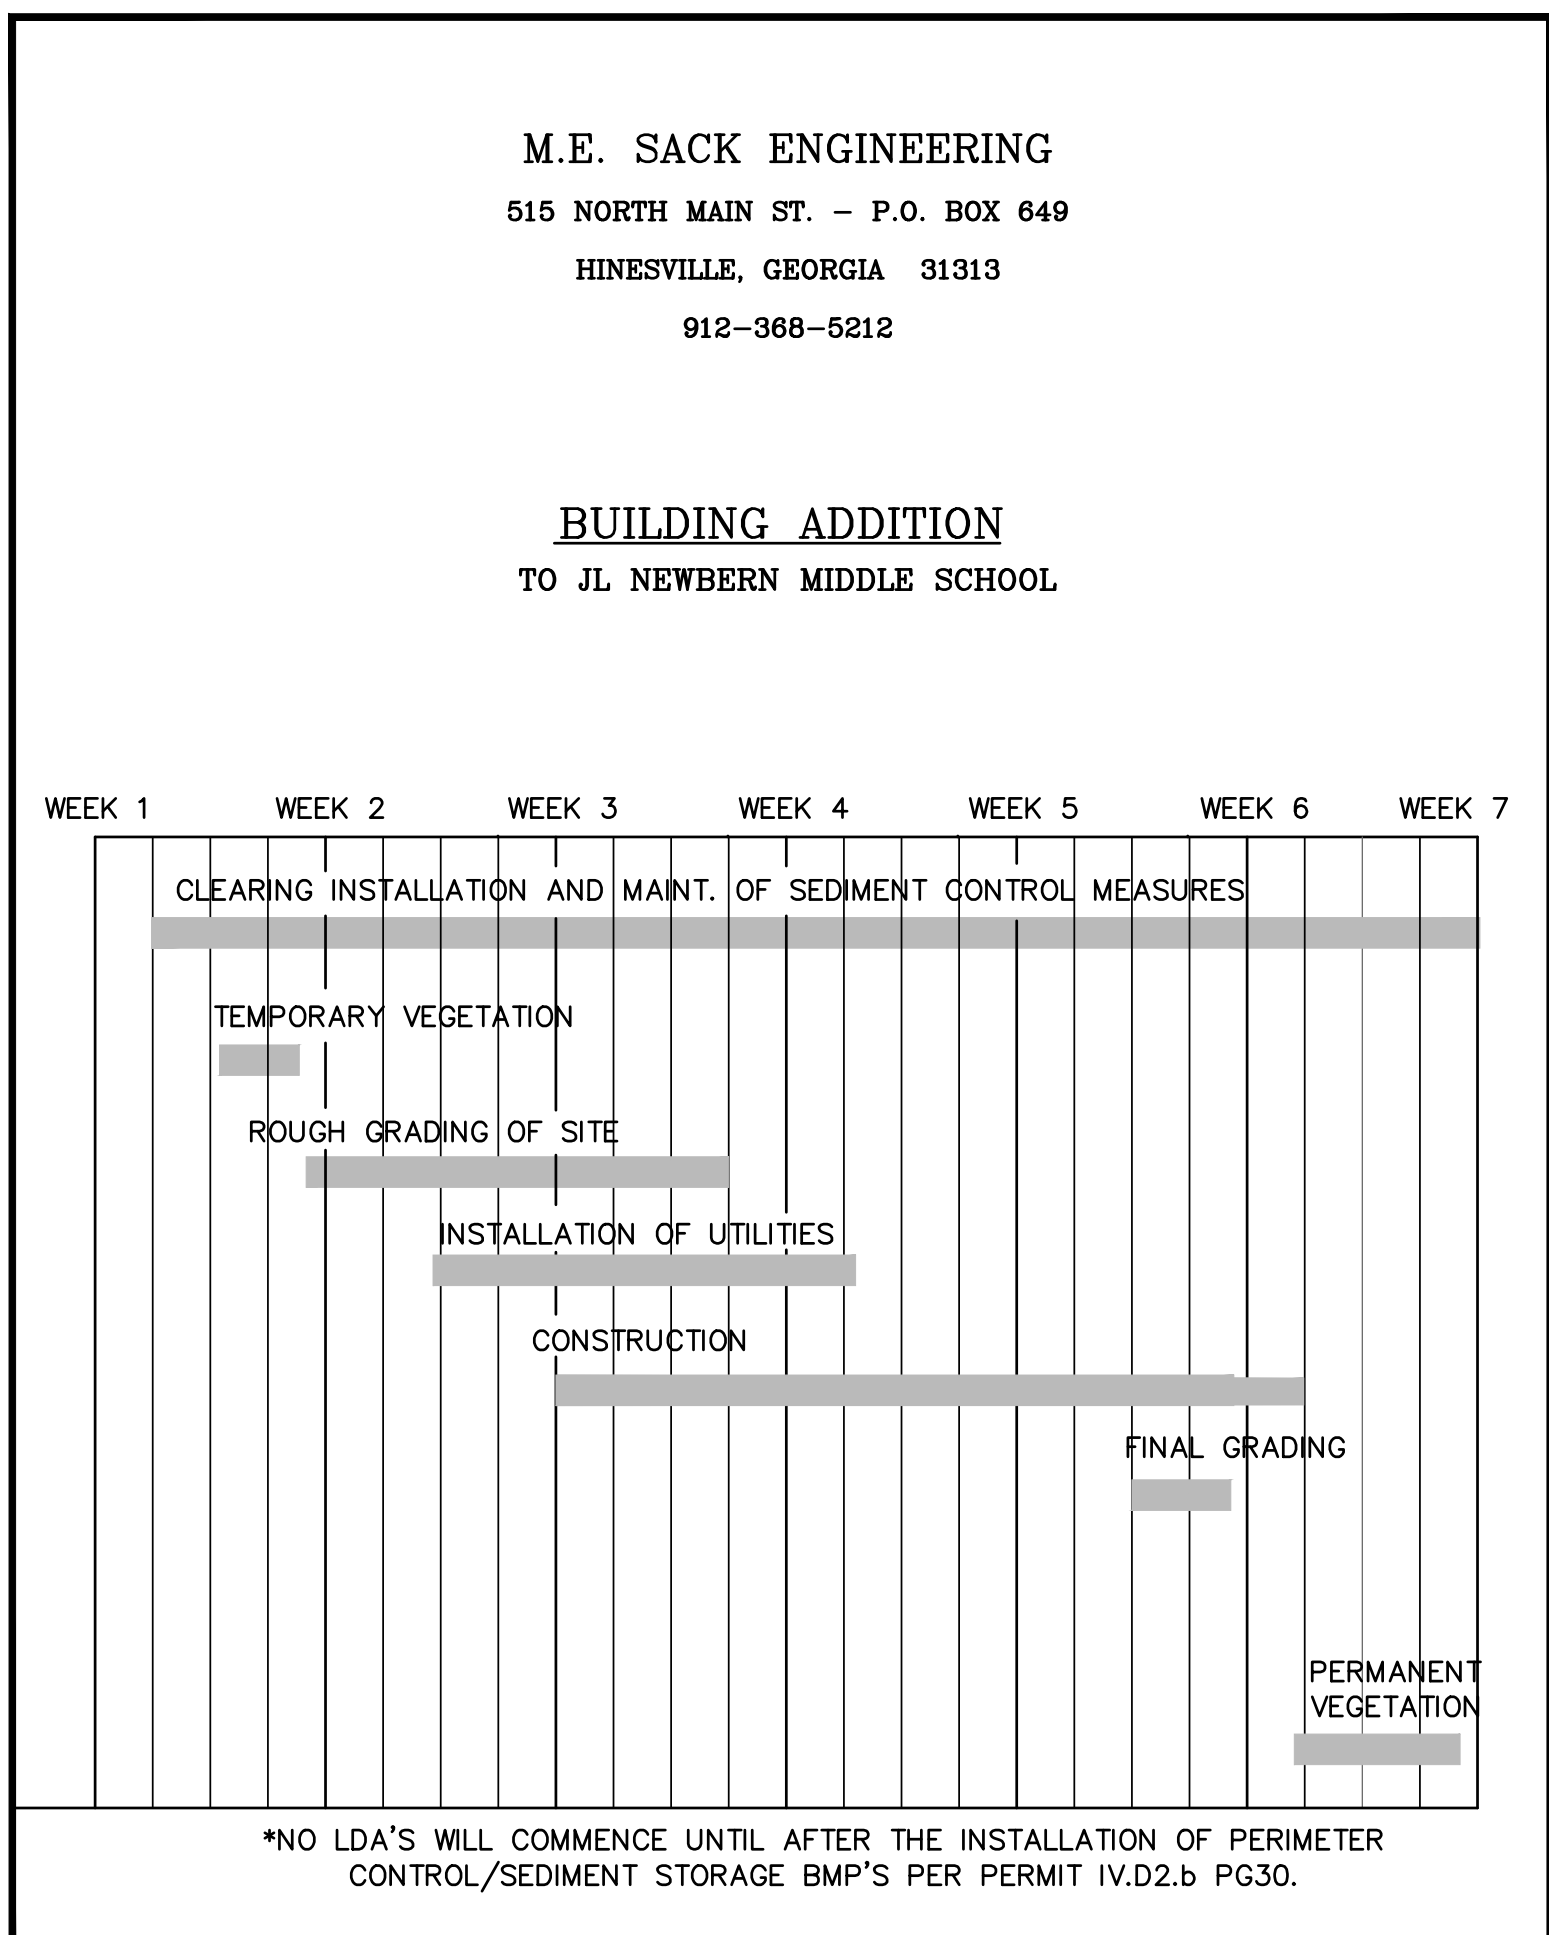 M.E. SACK ENGINEERING
515 NORTH MAIN ST. – P.O. BOX 649
HINESVILLE, GEORGIA 31313
912–368–5212
BUILDING ADDITION
TO JL NEWBERN MIDDLE SCHOOL
WEEK 1 WEEK 2 WEEK 3 WEEK 4 WEEK 5 WEEK 6 WEEK 7
CLEARING INSTALLATION AND MAINT. OF SEDIMENT CONTROL MEASURES
TEMPORARY VEGETATION
ROUGH GRADING OF SITE
INSTALLATION OF UTILITIES
CONSTRUCTION
FINAL GRADING
PERMANENT
VEGETATION
*NO LDA'S WILL COMMENCE UNTIL AFTER THE INSTALLATION OF PERIMETER
CONTROL/SEDIMENT STORAGE BMP'S PER PERMIT IV.D2.b PG30.